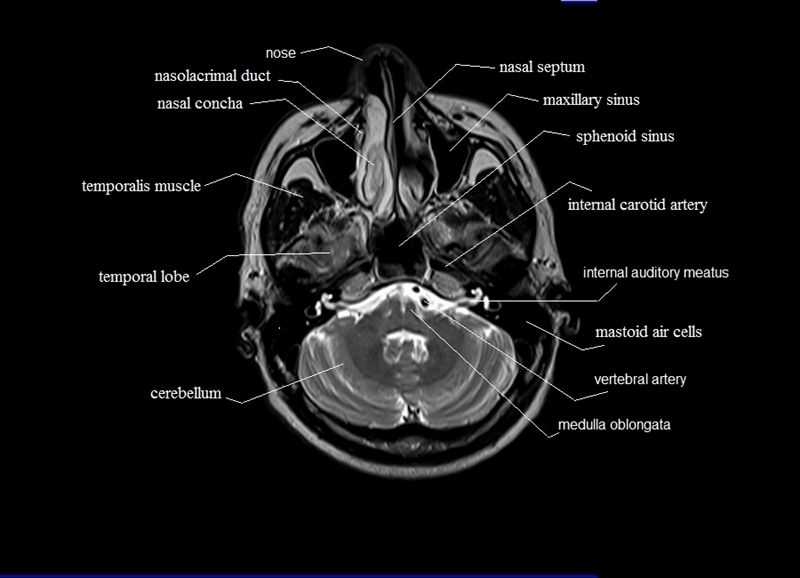 nose
nasolacrimal duct
nasal concha
temporalis muscle
temporal lobe
cerebellum
nasal septum
maxillary sinus
sphenoid sinus
internal carotid artery
internal auditory meatus
mastoid air cells
vertebral artery
medulla oblongata